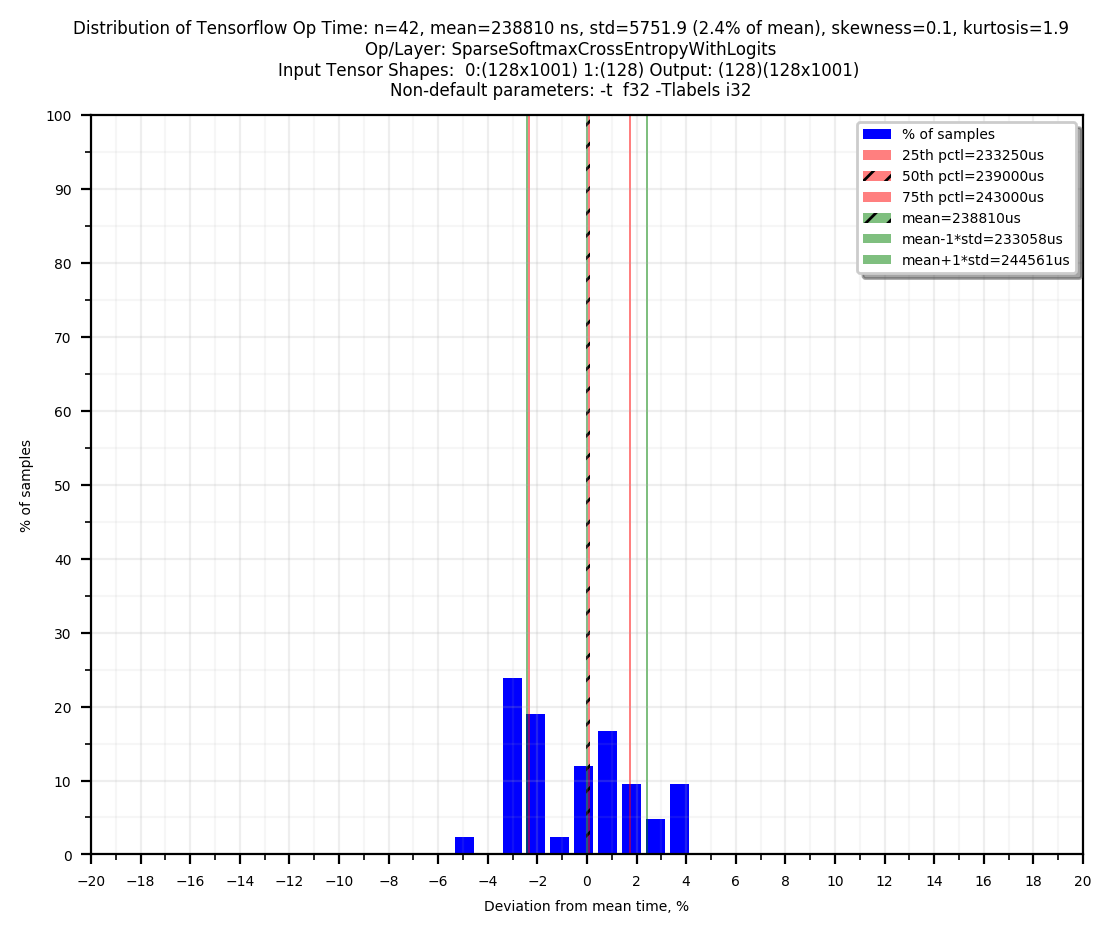 Distribution of Tensorflow Op Time: n=42, mean=238810 ns, std=5751.9 (2.4% of mean), skewness=0.1, kurtosis=1.9
Op/Layer: SparseSoftmaxCrossEntropyWithLogits
Input Tensor Shapes:  0:(128x1001) 1:(128) Output: (128)(128x1001)
Non-default parameters: -t  f32 -Tlabels i32
% of samples
25th pctl=233250us
50th pctl=239000us
75th pctl=243000us
mean=238810us
mean-1*std=233058us
mean+1*std=244561us
100
90
80
70
60
50
40
30
20
10
0
% of samples
−20 −18 −16 −14 −12 −10 −8 −6 −4 −2 0 2 4 6 8 10 12 14 16 18 20
Deviation from mean time, %